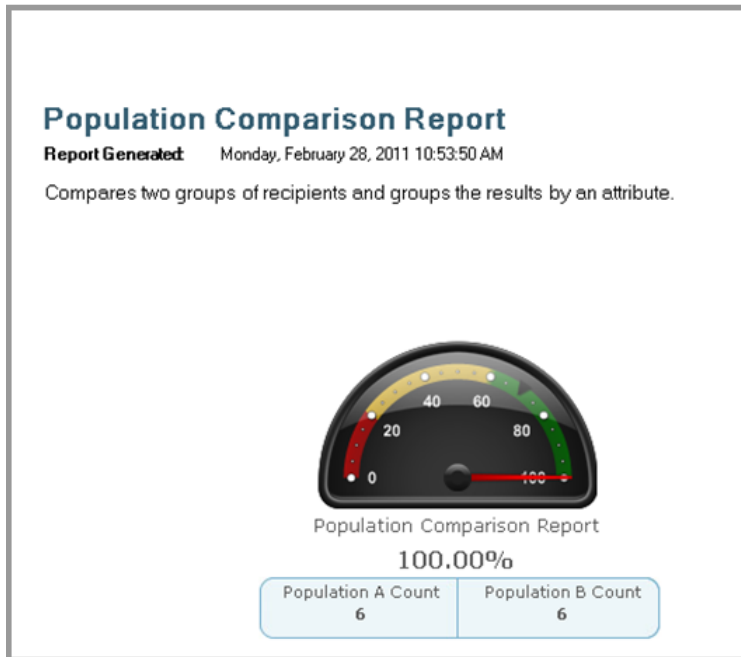 Population Comparison Report
Report Generated: Monday, February 28, 2011 10:53:50 AM
Compares two groups of recipients and groups the results by an attribute.
40 60
20 80
0 100
Population Comparison Report
100.00%
Population A Count Population B Count
6 6